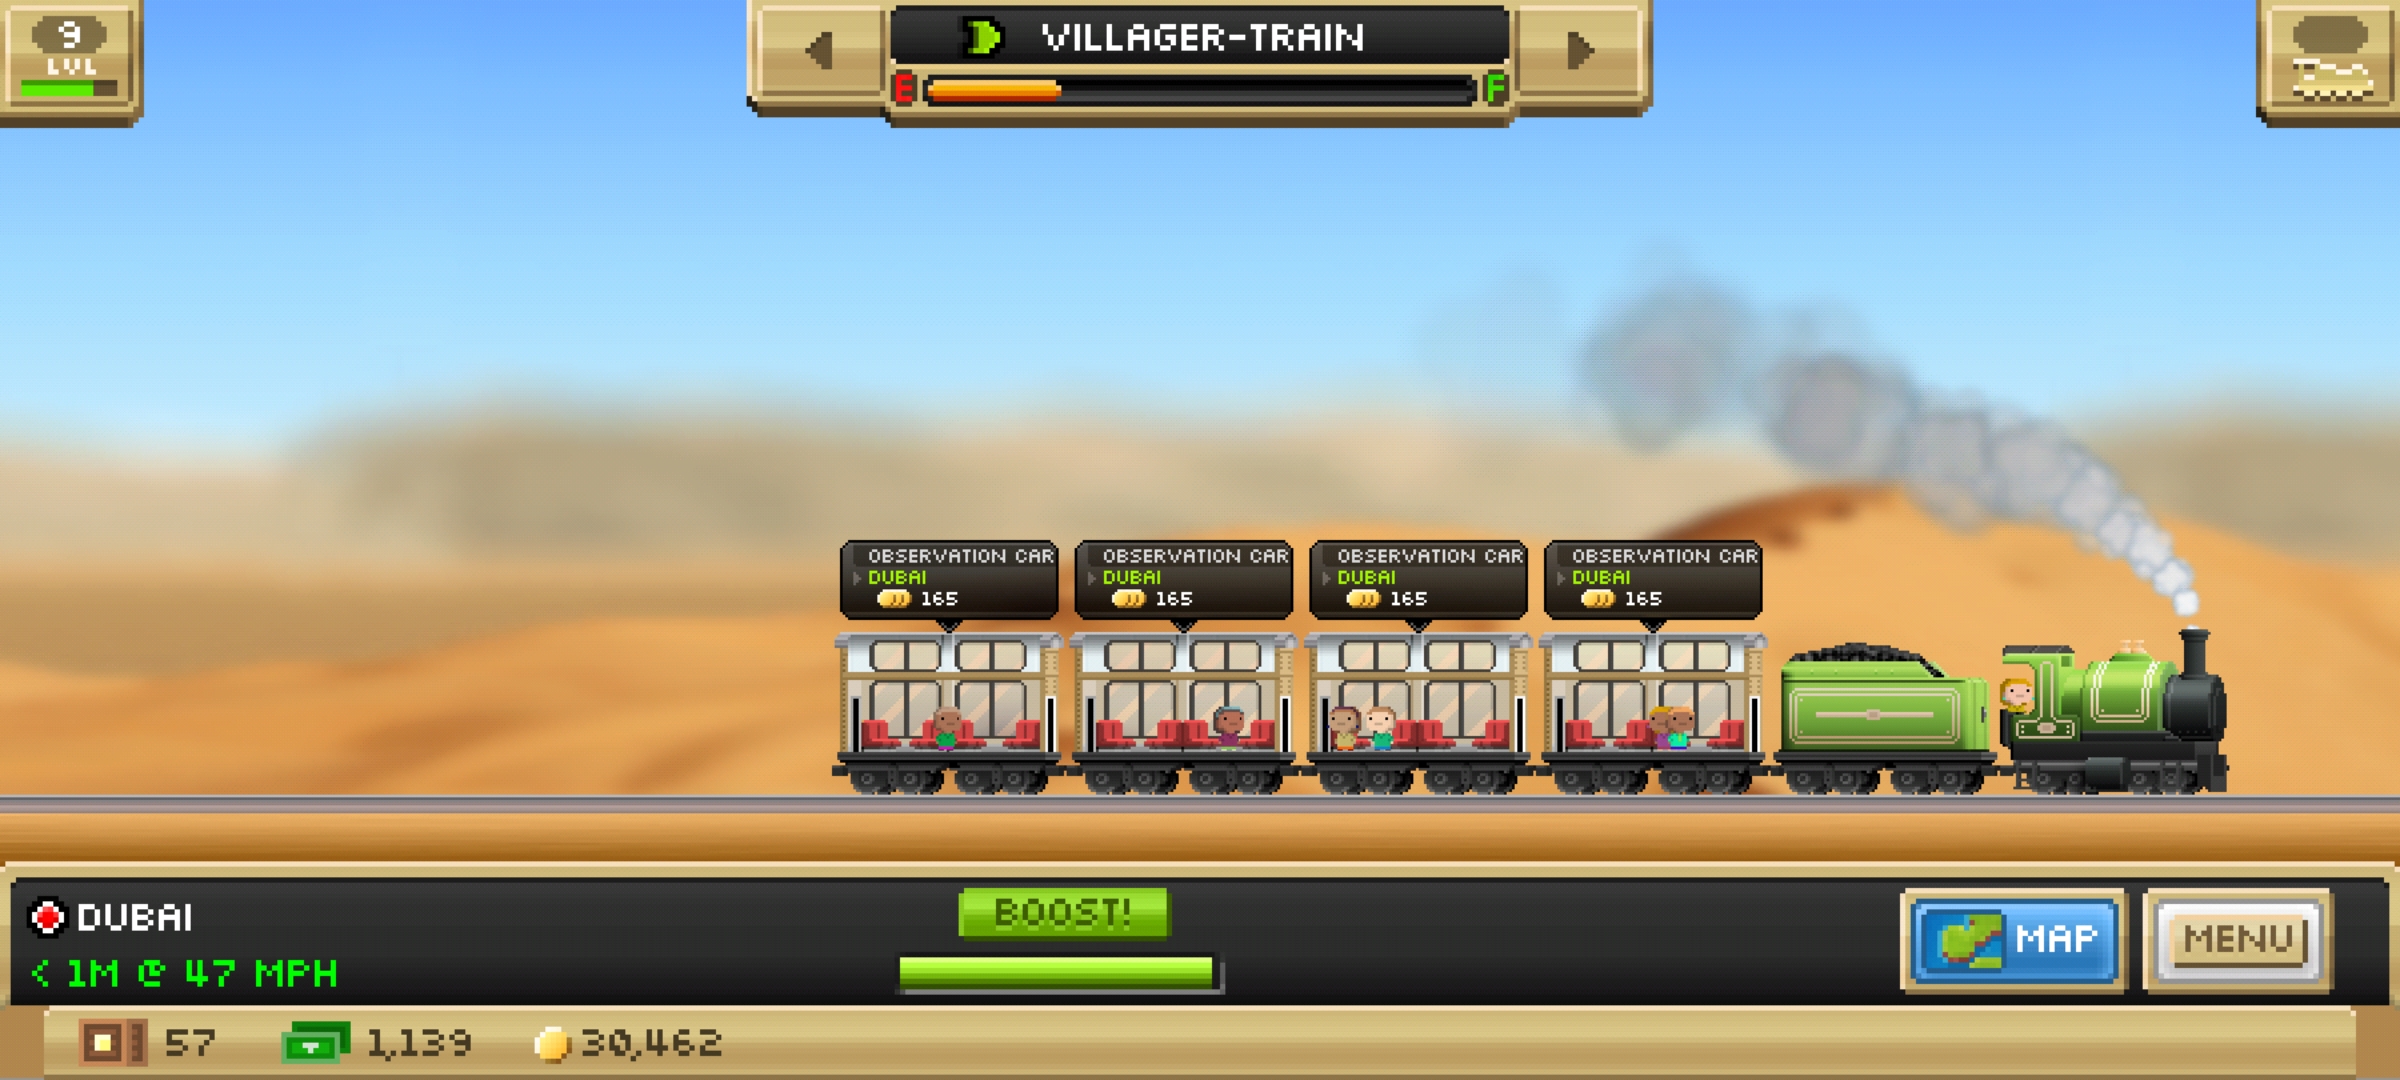 9
LVL
VILLAGER-TRAIN
E F
OBSERVATION CAR
DUBAI
165
OBSERVATION CAR
DUBAI
165
OBSERVATION CAR
DUBAI
165
OBSERVATION CAR
DUBAI
165
DUBAI
< 1M @ 47 MPH
BOOST!
MAP
MENU
57
1,139
30,462